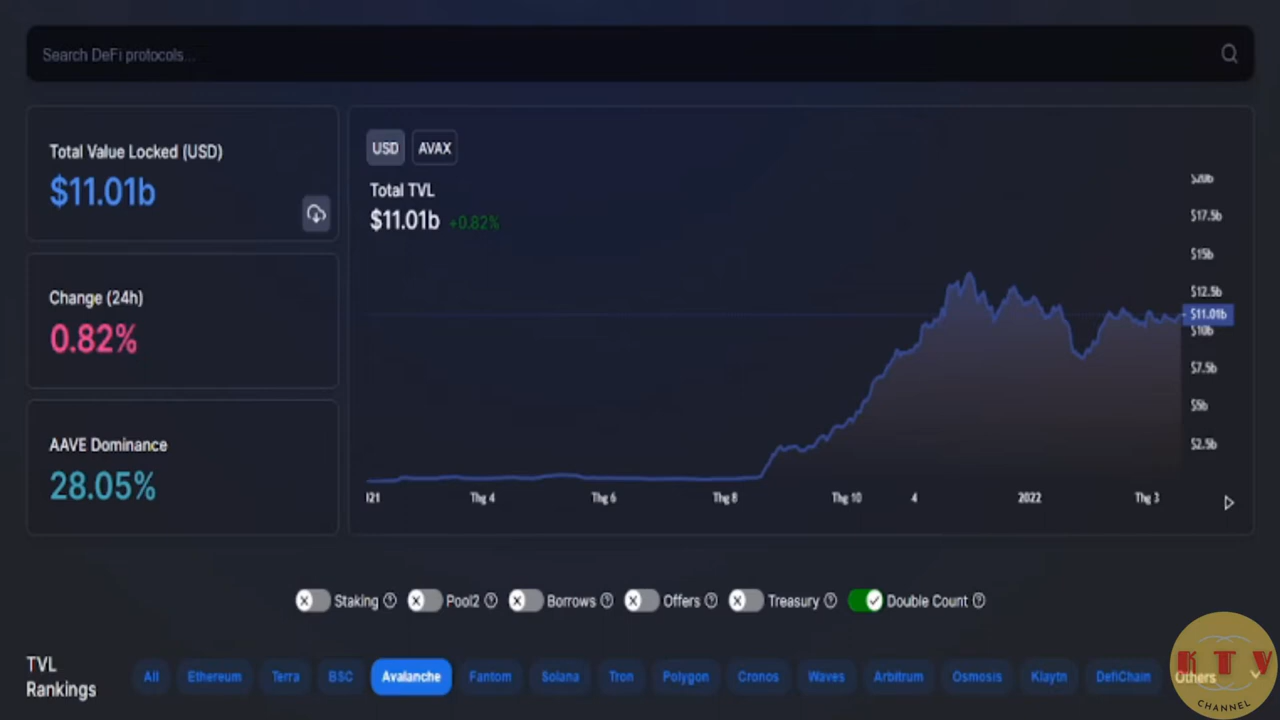 Search DeFi protocols...
Total Value Locked (USD)
$11.01b
Change (24h)
0.82%
AAVE Dominance
28.05%
USD AVAX
Total TVL
$11.01b +0.82%
$20b
$17.5b
$15b
$12.5b
$11.01b
$10b
$7.5b
$5b
$2.5b
021 Thg 4 Thg 6 Thg 8 Thg 10 4 2022 Thg 3
Staking Pool2 Borrows Offers Treasury Double Count
TVL
Rankings
All Ethereum Terra BSC Avalanche Fantom Solana Tron Polygon Cronos Waves Arbitrum Osmosis Klaytn DefiChain Others
KTV
CHANNEL